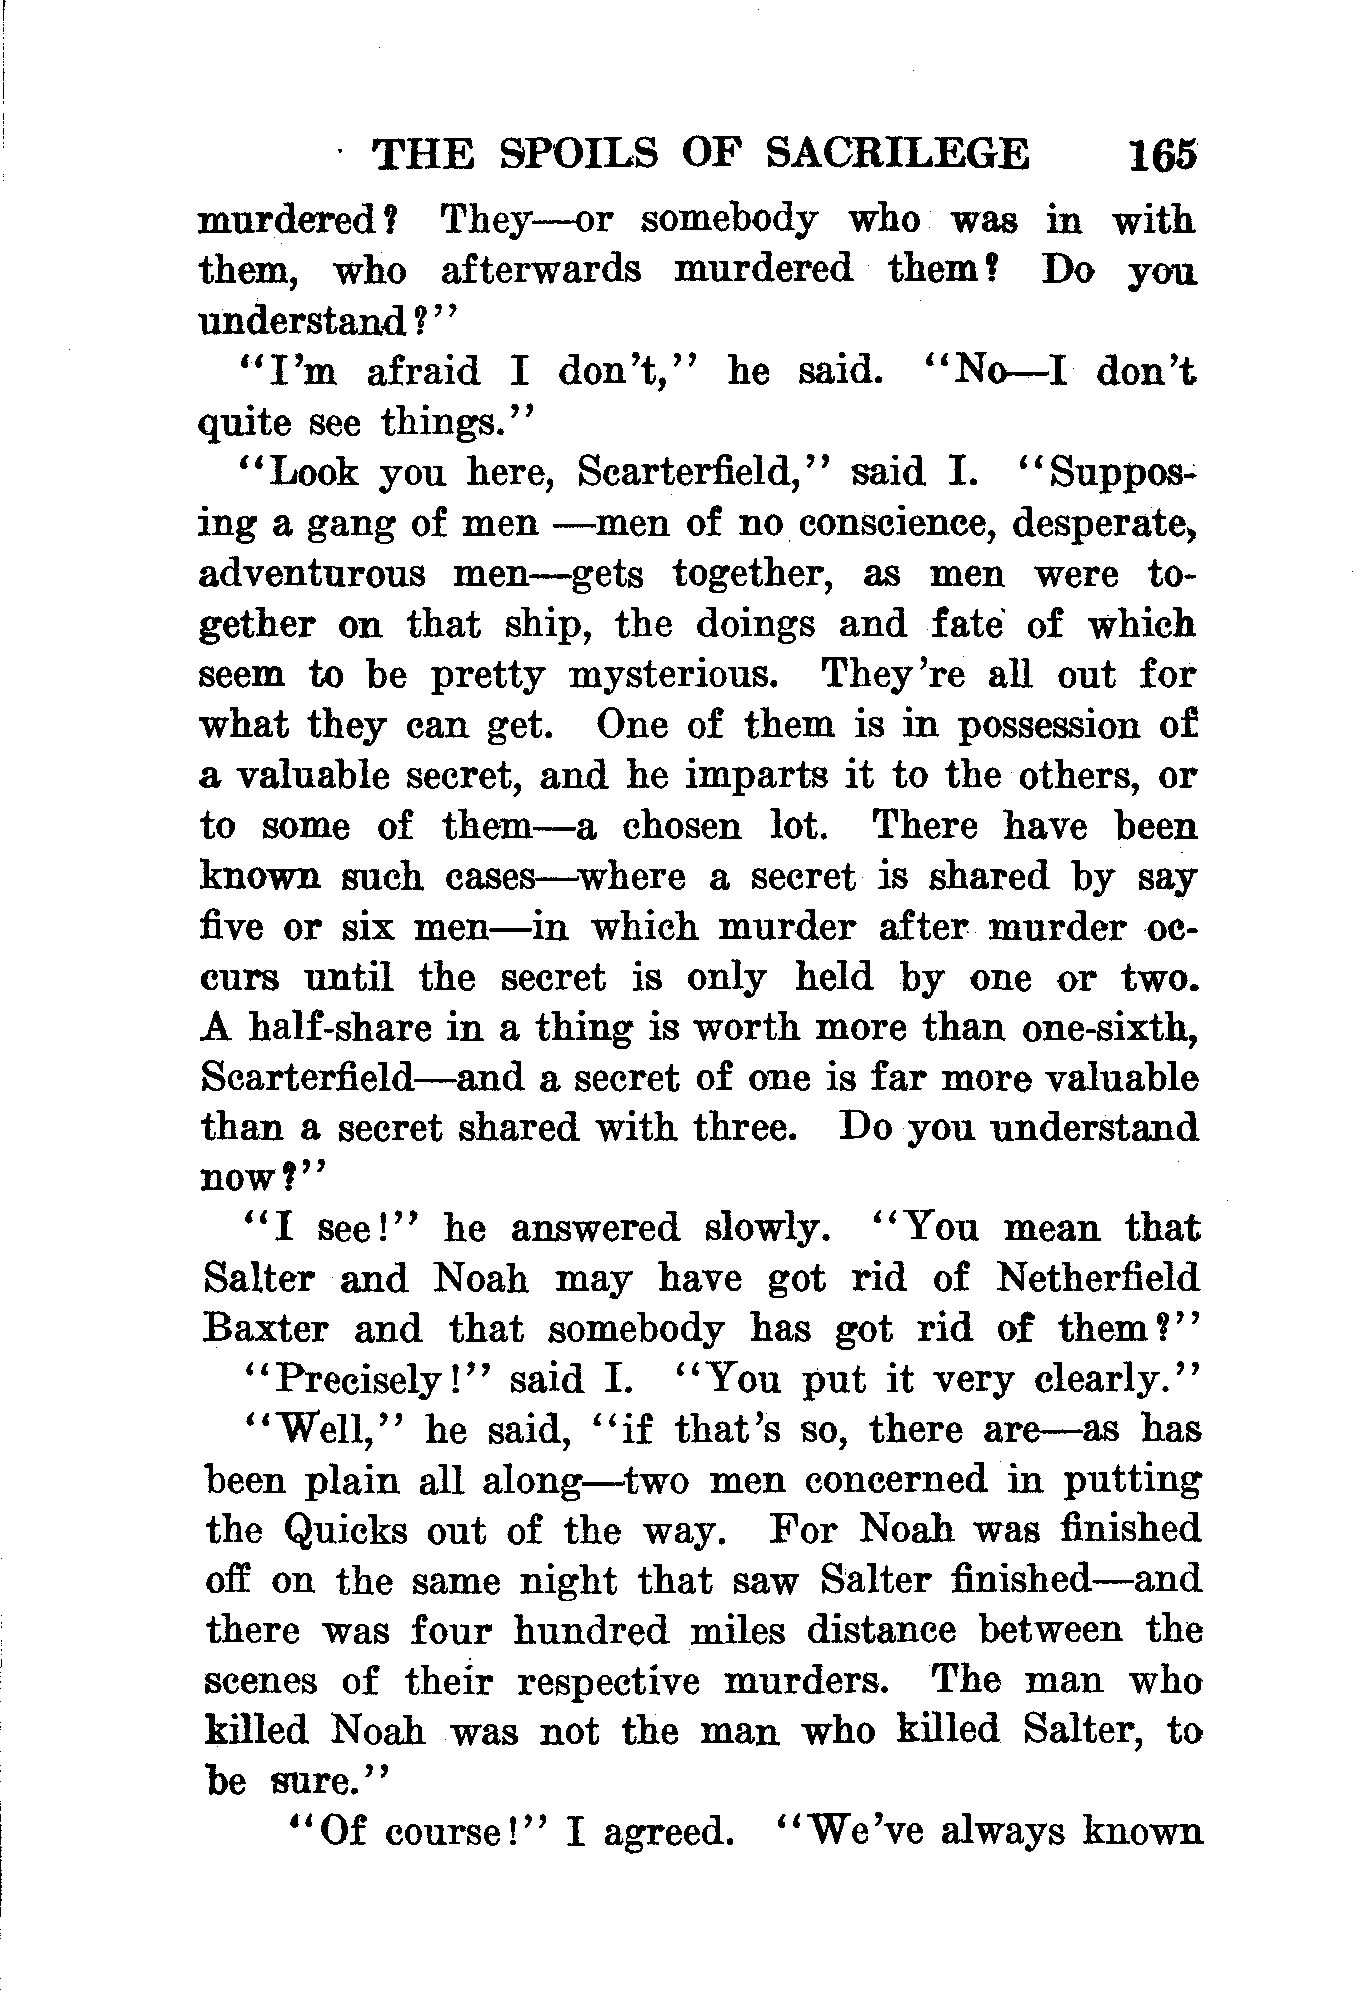 THE SPOILS OF SACRILEGE 165
murdered? They—or somebody who was in with
them, who afterwards murdered them? Do you
understand?"
"I'm afraid I don't," he said. "No—I don't
quite see things."
"Look you here, Scarterfield," said I. "Suppos-
ing a gang of men —men of no conscience, desperate,
adventurous men—gets together, as men were to-
gether on that ship, the doings and fate of which
seem to be pretty mysterious. They're all out for
what they can get. One of them is in possession of
a valuable secret, and he imparts it to the others, or
to some of them—a chosen lot. There have been
known such cases—where a secret is shared by say
five or six men—in which murder after murder oc-
curs until the secret is only held by one or two.
A half-share in a thing is worth more than one-sixth,
Scarterfield—and a secret of one is far more valuable
than a secret shared with three. Do you understand
now?"
"I see!" he answered slowly. "You mean that
Salter and Noah may have got rid of Netherfield
Baxter and that somebody has got rid of them?"
"Precisely!" said I. "You put it very clearly."
"Well," he said, "if that's so, there are—as has
been plain all along—two men concerned in putting
the Quicks out of the way. For Noah was finished
off on the same night that saw Salter finished—and
there was four hundred miles distance between the
scenes of their respective murders. The man who
killed Noah was not the man who killed Salter, to
be sure."
"Of course!" I agreed. "We've always known